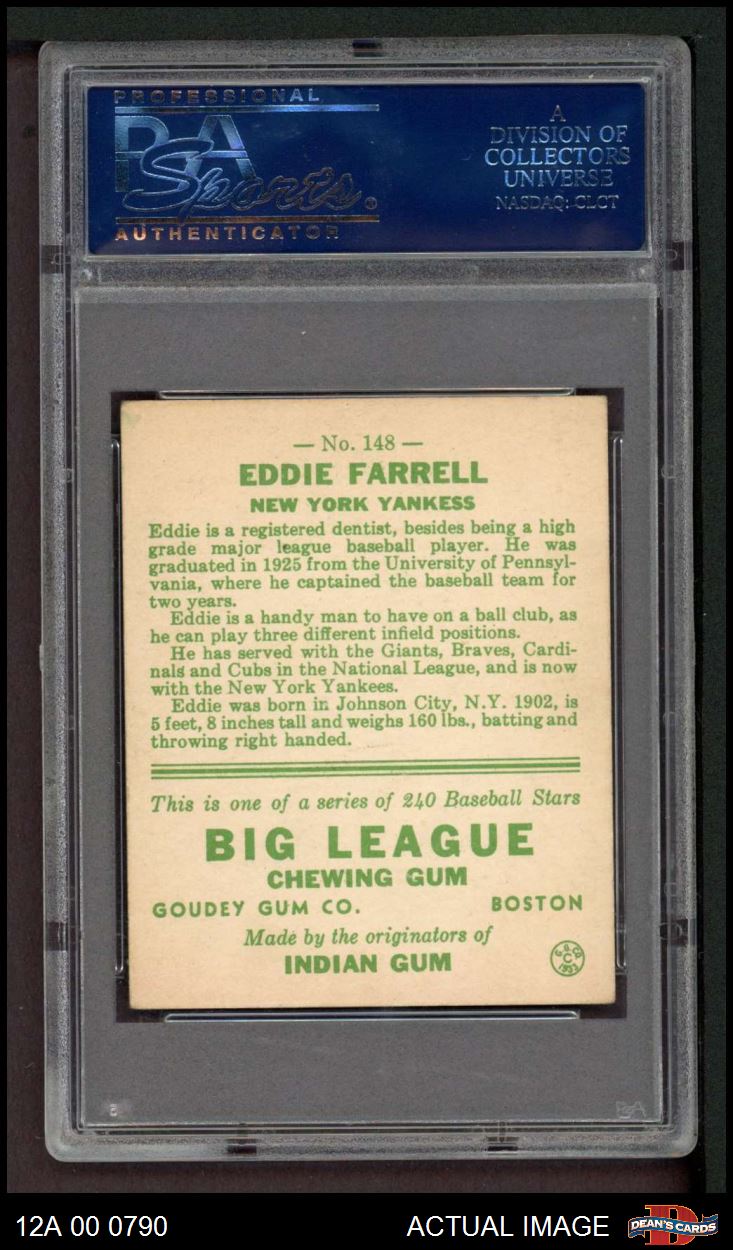 PROFESSIONAL
PSA
Sports
AUTHENTICATOR
A
DIVISION OF
COLLECTORS
UNIVERSE
NASDAQ: CLCT
— No. 148 —
EDDIE FARRELL
NEW YORK YANKESS
Eddie is a registered dentist, besides being a high
grade major league baseball player. He was
graduated in 1925 from the University of Pennsyl-
vania, where he captained the baseball team for
two years.
Eddie is a handy man to have on a ball club, as
he can play three different infield positions.
He has served with the Giants, Braves, Cardi-
nals and Cubs in the National League, and is now
with the New York Yankees.
Eddie was born in Johnson City, N.Y. 1902, is
5 feet, 8 inches tall and weighs 160 lbs., batting and
throwing right handed.
This is one of a series of 240 Baseball Stars
BIG LEAGUE
CHEWING GUM
GOUDEY GUM CO. BOSTON
Made by the originators of
INDIAN GUM
G.G.CO.
C
1933
PSA
12A 00 0790
ACTUAL IMAGE
D
DEAN'S CARDS